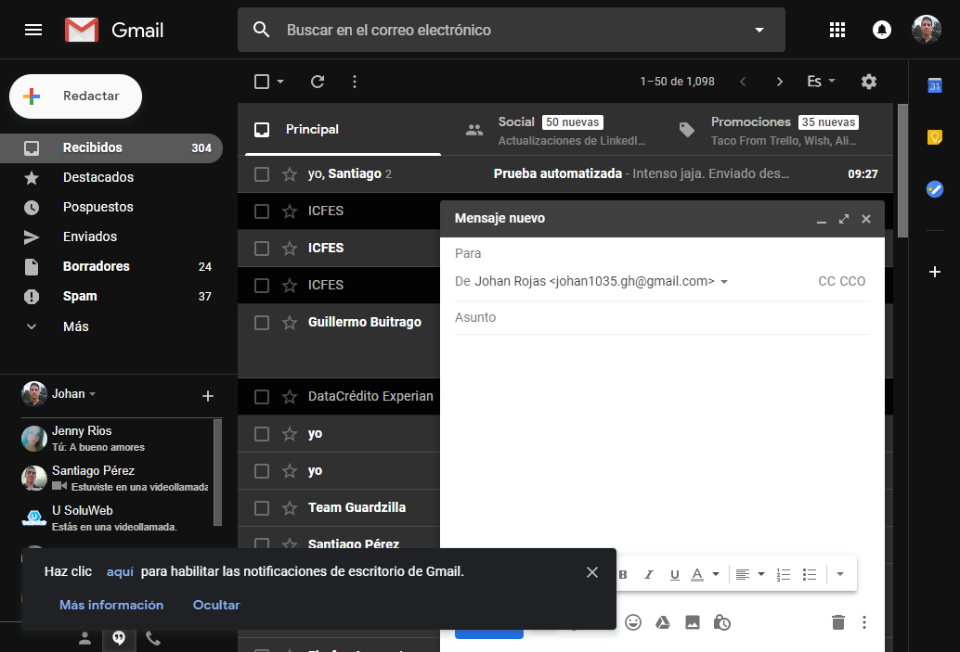 Gmail
Buscar en el correo electrónico
Redactar
1–50 de 1,098
Es
31
Recibidos 304
Destacados
Pospuestos
Enviados
Borradores 24
Spam 37
Más
Principal
Social 50 nuevas
Actualizaciones de LinkedI...
Promociones 35 nuevas
Taco From Trello, Wish, Ali...
yo, Santiago 2 Prueba automatizada - Intenso jaja. Enviado des... 09:27
ICFES
ICFES
ICFES
Guillermo Buitrago
DataCrédito Experian
yo
yo
Team Guardzilla
Santiago Pérez
Mensaje nuevo
Para
De Johan Rojas <johan1035.gh@gmail.com> CC CCO
Asunto
Johan
Jenny Rios
Tú: A bueno amores
Santiago Pérez
Estuviste en una videollamada
U SoluWeb
Estás en una videollamada.
Haz clic aquí para habilitar las notificaciones de escritorio de Gmail.
Más información Ocultar
B I U A